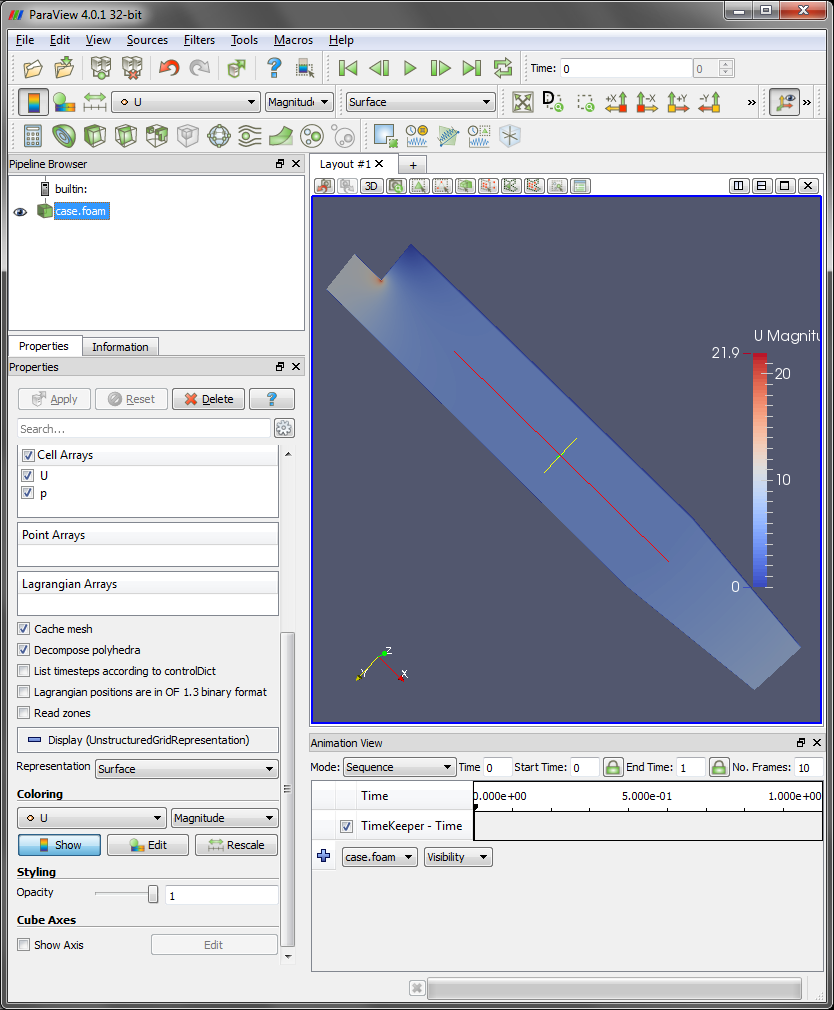 ParaView 4.0.1 32-bit
File Edit View Sources Filters Tools Macros Help
Time: 0 0
U Magnitude Surface D +X -X +Y -Y » »
Pipeline Browser
builtin:
case.foam
Layout #1 +
3D
Properties Information
Properties
Apply Reset Delete ?
Search...
Cell Arrays
U
p
Point Arrays
Lagrangian Arrays
Cache mesh
Decompose polyhedra
List timesteps according to controlDict
Lagrangian positions are in OF 1.3 binary format
Read zones
Display (UnstructuredGridRepresentation)
Representation Surface
Coloring
U Magnitude
Show Edit Rescale
Styling
Opacity 1
Cube Axes
Show Axis Edit
U Magnitu
21.9
20
10
0
Z
Y X
Animation View
Mode: Sequence Time 0 Start Time: 0 End Time: 1 No. Frames: 10
Time 0.000e+00 5.000e-01 1.000e+00
TimeKeeper - Time
case.foam Visibility